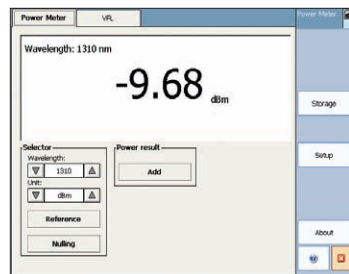 Power Meter
VFL
Power Meter
Wavelength: 1310 nm
-9.68 dBm
Storage
Setup
About
Selector
Wavelength:
1310
Unit:
dBm
Reference
Nulling
Power result
Add